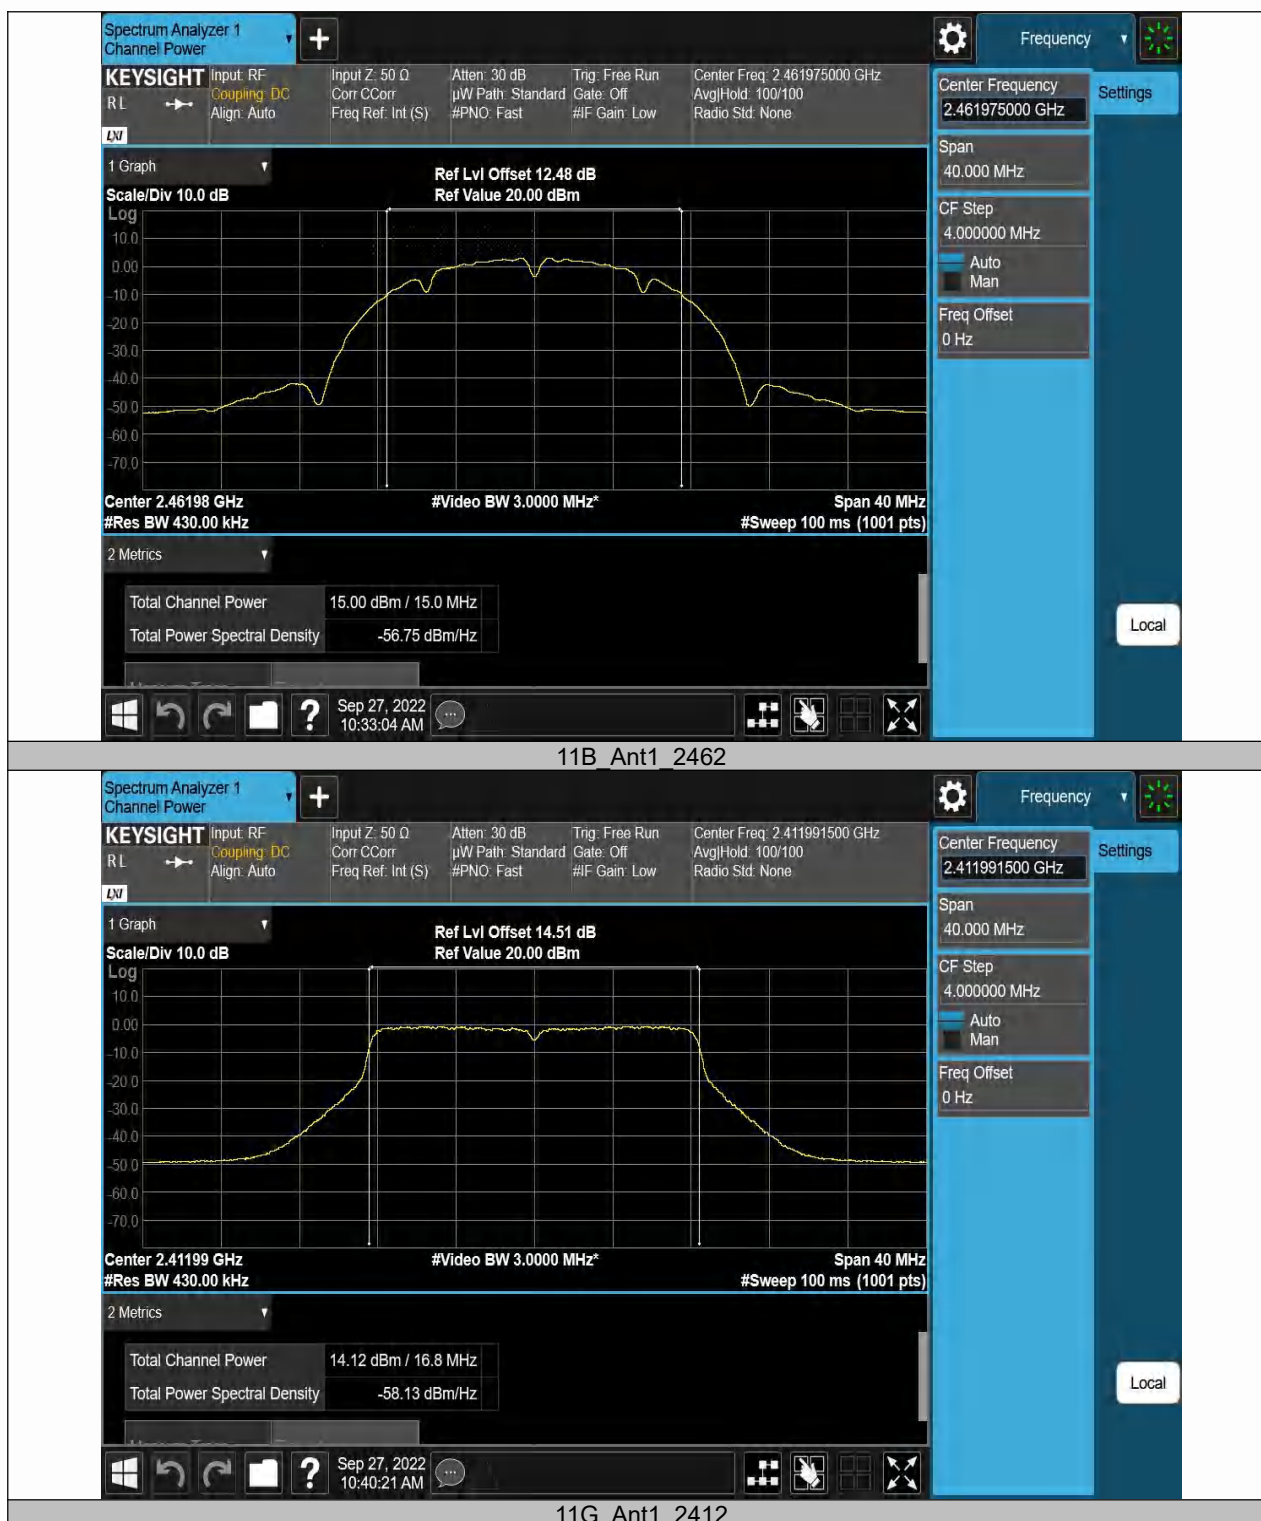 Spectrum Analyzer 1
Channel Power
Frequency
KEYSIGHT
RL
LXI
Input: RF
Coupling: DC
Align: Auto
Input Z: 50 Ω
Corr CCorr
Freq Ref: Int (S)
Atten: 30 dB
µW Path: Standard
#PNO: Fast
Trig: Free Run
Gate: Off
#IF Gain: Low
Center Freq: 2.461975000 GHz
Avg|Hold: 100/100
Radio Std: None
Center Frequency
2.461975000 GHz
Settings
Span
40.000 MHz
CF Step
4.000000 MHz
Auto
Man
Freq Offset
0 Hz
1 Graph
Scale/Div 10.0 dB
Ref Lvl Offset 12.48 dB
Ref Value 20.00 dBm
Log
10.0
0.00
-10.0
-20.0
-30.0
-40.0
-50.0
-60.0
-70.0
Center 2.46198 GHz
#Video BW 3.0000 MHz*
Span 40 MHz
#Res BW 430.00 kHz
#Sweep 100 ms (1001 pts)
2 Metrics
Total Channel Power 15.00 dBm / 15.0 MHz
Total Power Spectral Density -56.75 dBm/Hz
Local
?
Sep 27, 2022
10:33:04 AM
11B_Ant1_2462
Spectrum Analyzer 1
Channel Power
Frequency
KEYSIGHT
RL
LXI
Input: RF
Coupling: DC
Align: Auto
Input Z: 50 Ω
Corr CCorr
Freq Ref: Int (S)
Atten: 30 dB
µW Path: Standard
#PNO: Fast
Trig: Free Run
Gate: Off
#IF Gain: Low
Center Freq: 2.411991500 GHz
Avg|Hold: 100/100
Radio Std: None
Center Frequency
2.411991500 GHz
Settings
Span
40.000 MHz
CF Step
4.000000 MHz
Auto
Man
Freq Offset
0 Hz
1 Graph
Scale/Div 10.0 dB
Ref Lvl Offset 14.51 dB
Ref Value 20.00 dBm
Log
10.0
0.00
-10.0
-20.0
-30.0
-40.0
-50.0
-60.0
-70.0
Center 2.41199 GHz
#Video BW 3.0000 MHz*
Span 40 MHz
#Res BW 430.00 kHz
#Sweep 100 ms (1001 pts)
2 Metrics
Total Channel Power 14.12 dBm / 16.8 MHz
Total Power Spectral Density -58.13 dBm/Hz
Local
?
Sep 27, 2022
10:40:21 AM
11G_Ant1_2412